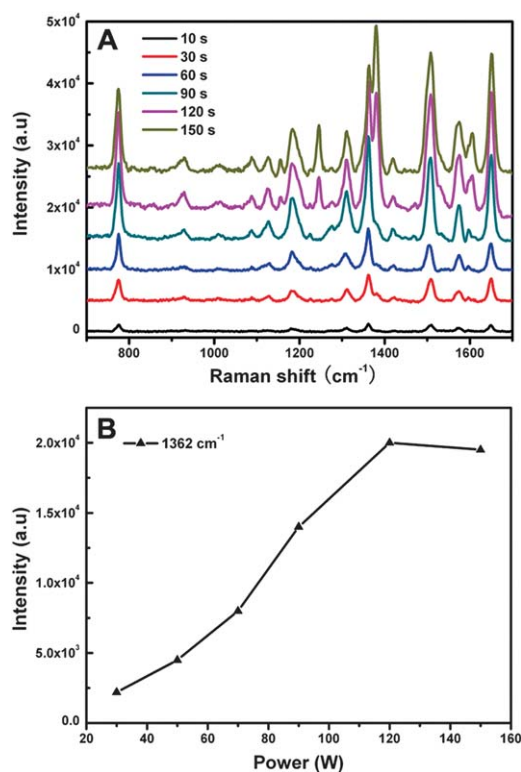 A
10 s
30 s
60 s
90 s
120 s
150 s
Intensity (a.u)
5x10⁴
4x10⁴
3x10⁴
2x10⁴
1x10⁴
0
800 1000 1200 1400 1600
Raman shift (cm⁻¹)
B
1362 cm⁻¹
Intensity (a.u)
2.0x10⁴
1.5x10⁴
1.0x10⁴
5.0x10³
0.0
20 40 60 80 100 120 140 160
Power (W)